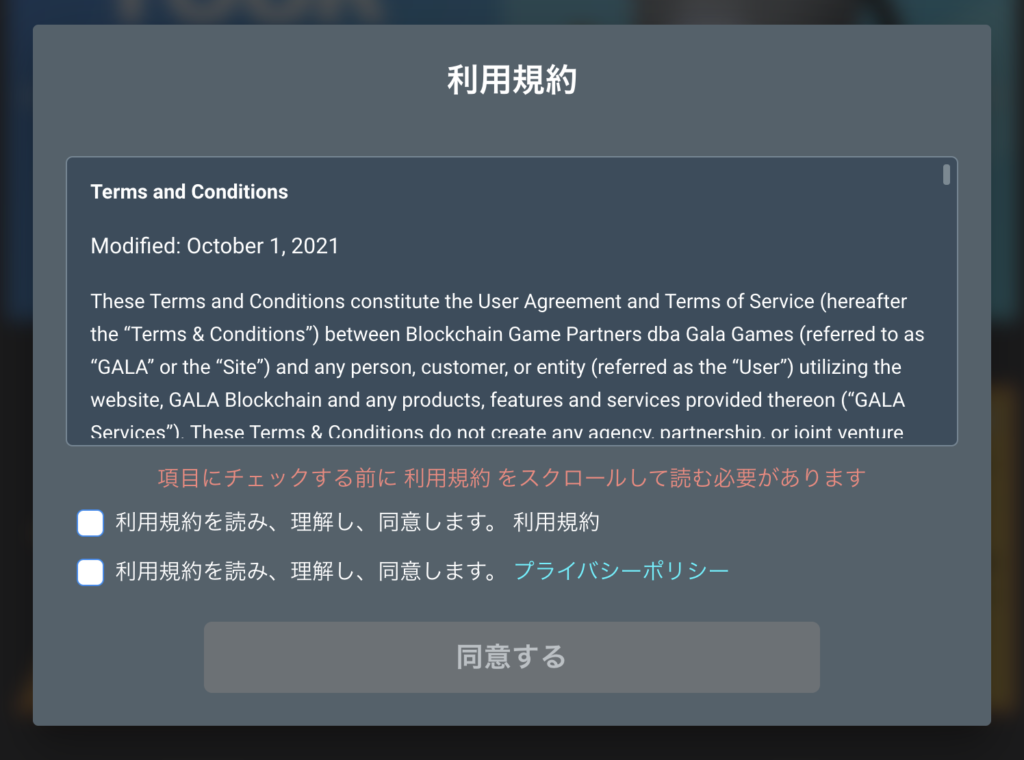 利用規約
Terms and Conditions
Modified: October 1, 2021
These Terms and Conditions constitute the User Agreement and Terms of Service (hereafter
the “Terms & Conditions”) between Blockchain Game Partners dba Gala Games (referred to as
“GALA” or the “Site”) and any person, customer, or entity (referred as the “User”) utilizing the
website, GALA Blockchain and any products, features and services provided thereon (“GALA
Services”). These Terms & Conditions do not create any agency, partnership, or joint venture
項目にチェックする前に 利用規約 をスクロールして読む必要があります
利用規約を読み、理解し、同意します。 利用規約
利用規約を読み、理解し、同意します。 プライバシーポリシー
同意する